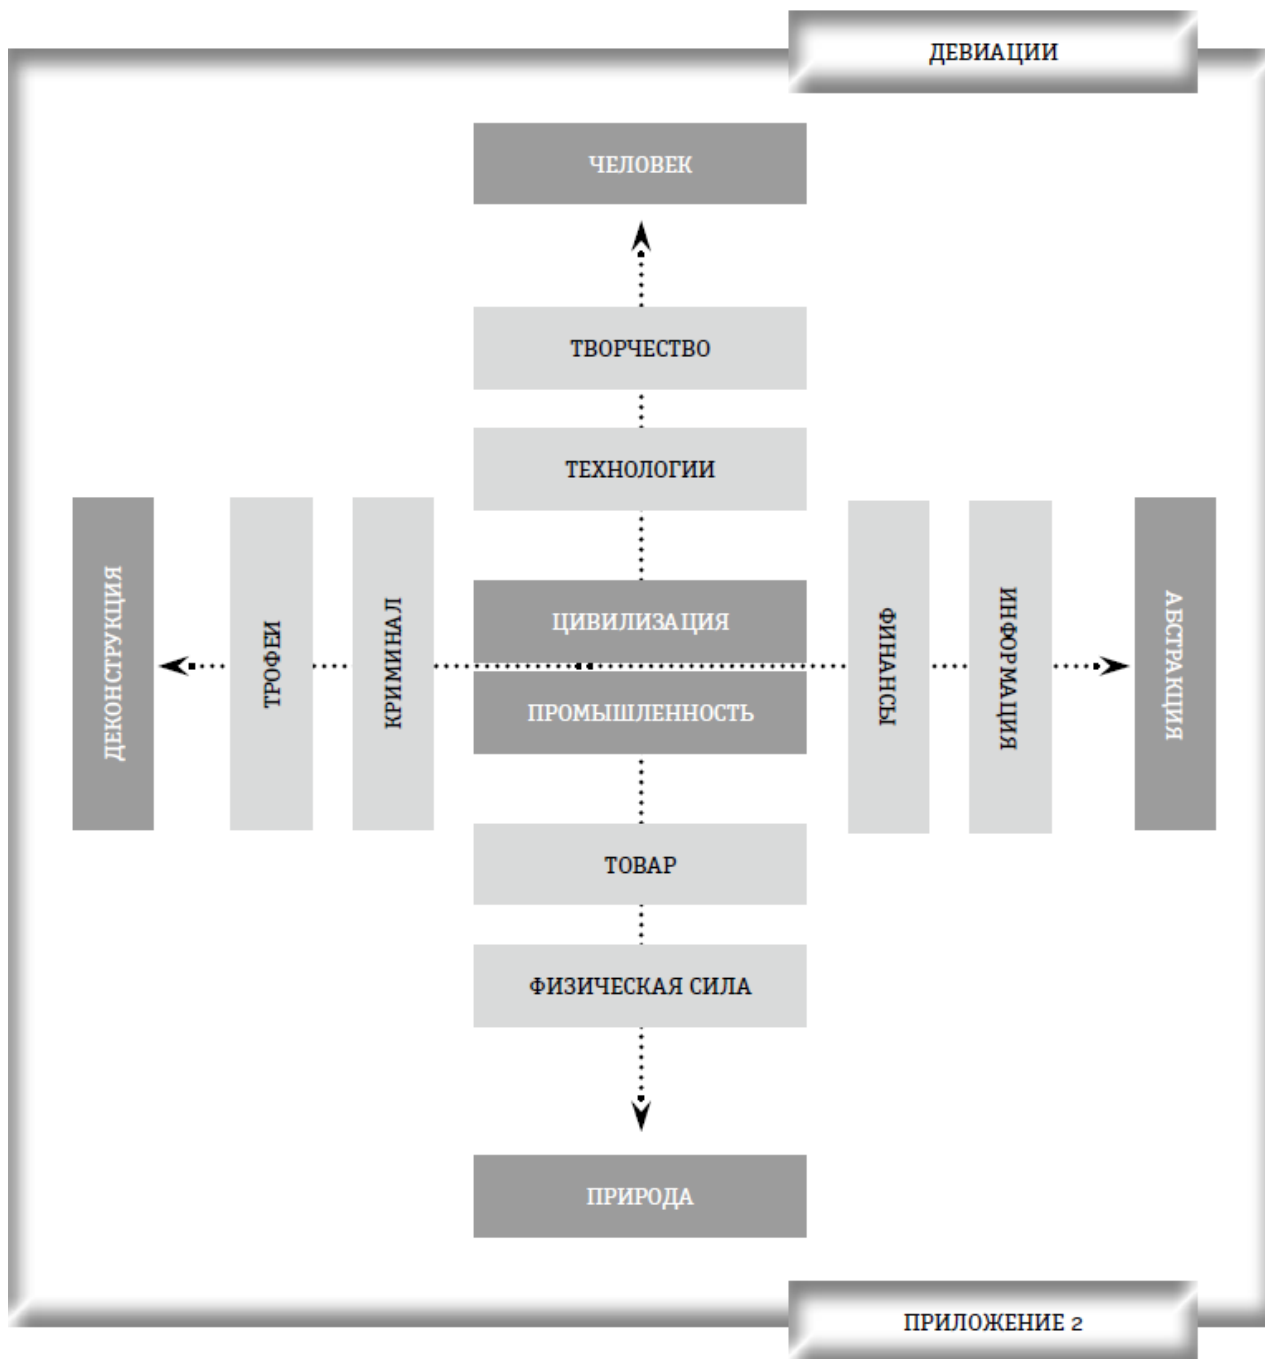 ДЕВИАЦИИ
ЧЕЛОВЕК
ТВОРЧЕСТВО
ТЕХНОЛОГИИ
ДЕКОНСТРУКЦИЯ
ТРОФЕИ
КРИМИНАЛ
ЦИВИЛИЗАЦИЯ
ПРОМЫШЛЕННОСТЬ
ФИНАНСЫ
ИНФОРМАЦИЯ
АБСТРАКЦИЯ
ТОВАР
ФИЗИЧЕСКАЯ СИЛА
ПРИРОДА
ПРИЛОЖЕНИЕ 2